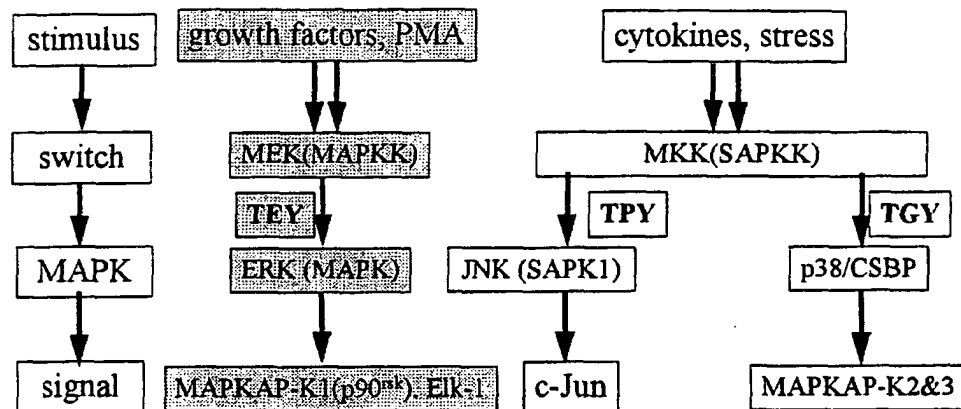 stimulus growth factors, PMA cytokines, stress
switch MEK(MAPKK) MKK(SAPKK)
TEY TPY TGY
MAPK ERK (MAPK) JNK (SAPK1) p38/CSBP
signal MAPKAP-K1(p90rsk). Elk-1 c-Jun MAPKAP-K2&3